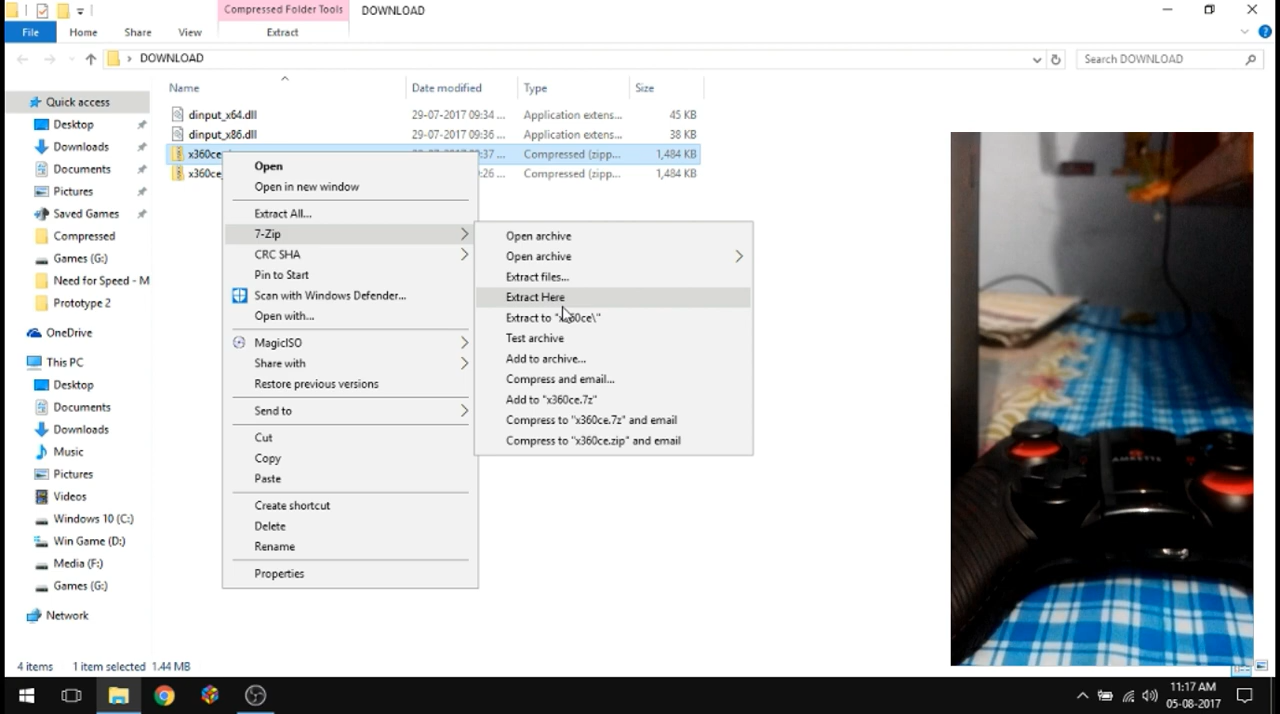 Compressed Folder Tools
DOWNLOAD
File
Home
Share
View
Extract
DOWNLOAD
Search DOWNLOAD
Name
Date modified
Type
Size
dinput_x64.dll
29-07-2017 09:34 ...
Application extens...
45 KB
dinput_x86.dll
29-07-2017 09:36 ...
Application extens...
38 KB
x360ce
:37 ...
Compressed (zipp...
1,484 KB
x360ce_
:26 ...
Compressed (zipp...
1,484 KB
Quick access
Desktop
Downloads
Documents
Pictures
Saved Games
Compressed
Games (G:)
Need for Speed - M
Prototype 2
OneDrive
This PC
Desktop
Documents
Downloads
Music
Pictures
Videos
Windows 10 (C:)
Win Game (D:)
Media (F:)
Games (G:)
Network
Open
Open in new window
Extract All...
7-Zip
CRC SHA
Pin to Start
Scan with Windows Defender...
Open with...
MagicISO
Share with
Restore previous versions
Send to
Cut
Copy
Paste
Create shortcut
Delete
Rename
Properties
Open archive
Open archive
Extract files...
Extract Here
Extract to "x360ce\"
Test archive
Add to archive...
Compress and email...
Add to "x360ce.7z"
Compress to "x360ce.7z" and email
Compress to "x360ce.zip" and email
AMKETTE
4 items
1 item selected
1.44 MB
11:17 AM
05-08-2017